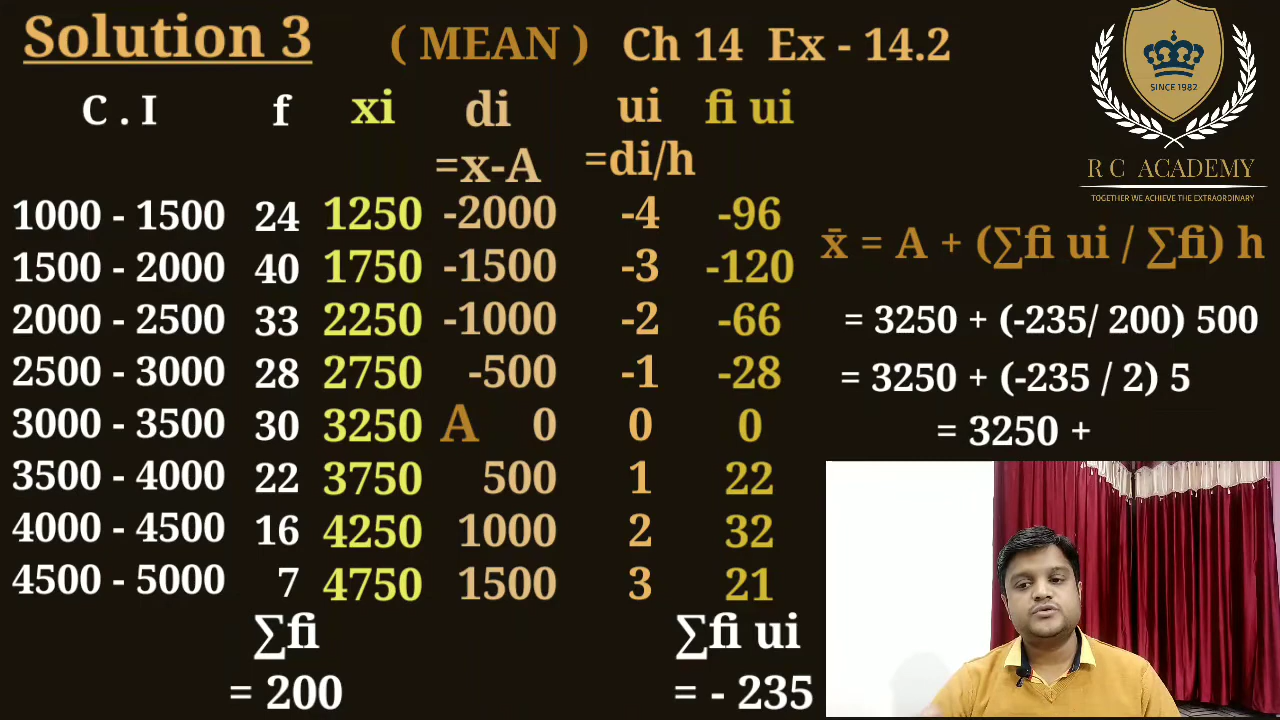 Solution 3 ( MEAN ) Ch 14 Ex - 14.2
SINCE 1982
R C ACADEMY
TOGETHER WE ACHIEVE THE EXTRAORDINARY
C . I f xi di ui fi ui
=x-A =di/h
1000 - 1500 24 1250 -2000 -4 -96
1500 - 2000 40 1750 -1500 -3 -120
2000 - 2500 33 2250 -1000 -2 -66
2500 - 3000 28 2750 -500 -1 -28
3000 - 3500 30 3250 A 0 0 0
3500 - 4000 22 3750 500 1 22
4000 - 4500 16 4250 1000 2 32
4500 - 5000 7 4750 1500 3 21
∑fi ∑fi ui
= 200 = - 235
x̄ = A + (∑fi ui / ∑fi) h
= 3250 + (-235/ 200) 500
= 3250 + (-235 / 2) 5
= 3250 +